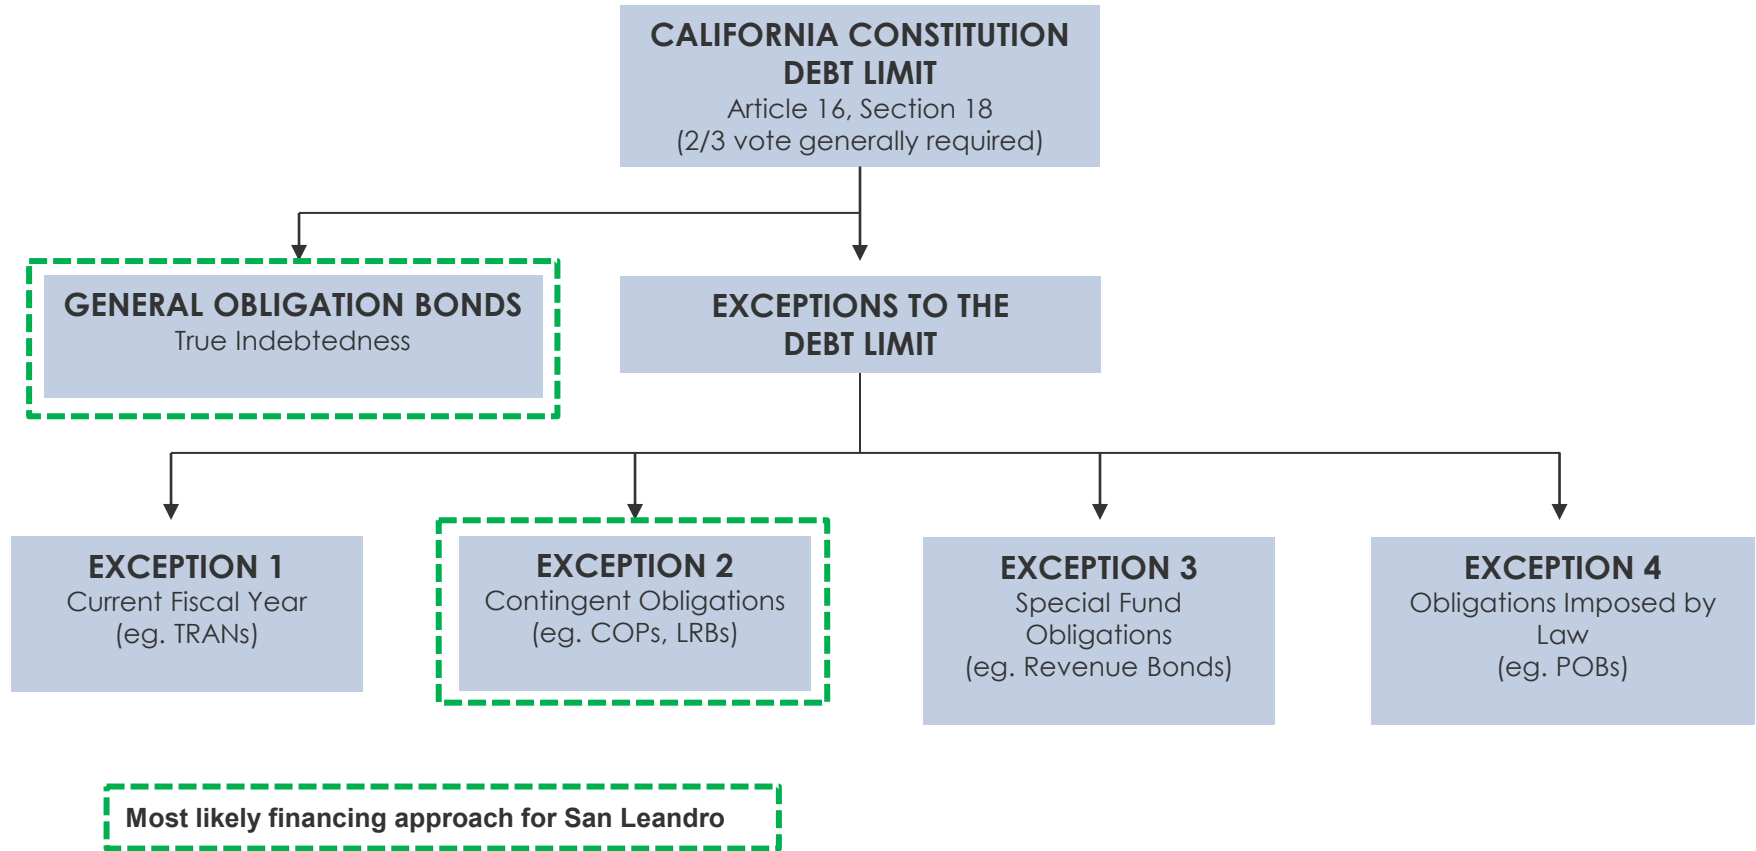 CALIFORNIA CONSTITUTION
DEBT LIMIT
Article 16, Section 18
(2/3 vote generally required)
GENERAL OBLIGATION BONDS
True Indebtedness
EXCEPTIONS TO THE
DEBT LIMIT
EXCEPTION 1
Current Fiscal Year
(eg. TRANs)
EXCEPTION 2
Contingent Obligations
(eg. COPs, LRBs)
EXCEPTION 3
Special Fund
Obligations
(eg. Revenue Bonds)
EXCEPTION 4
Obligations Imposed by
Law
(eg. POBs)
Most likely financing approach for San Leandro